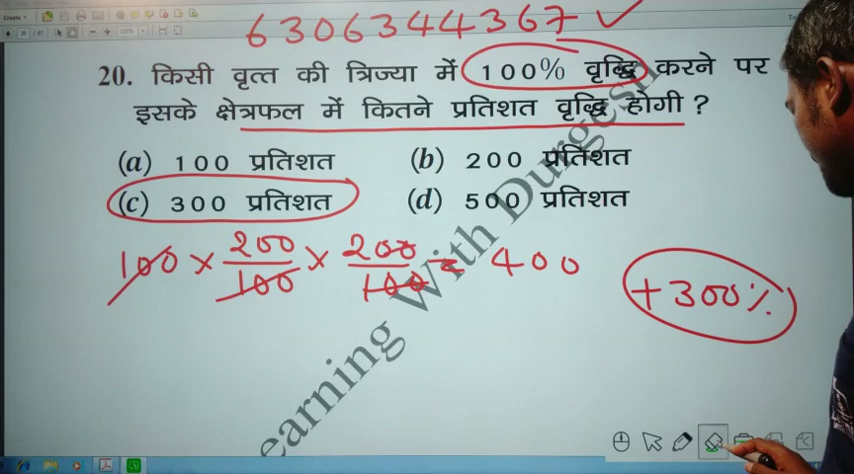 6306344367 ✓
20. किसी वृत्त की त्रिज्या में 100% वृद्धि करने पर
इसके क्षेत्रफल में कितने प्रतिशत वृद्धि होगी ?
(a) 100 प्रतिशत (b) 200 प्रतिशत
(c) 300 प्रतिशत (d) 500 प्रतिशत
100 × 200/100 × 200/100 = 400
+300%
earning With Durgesh